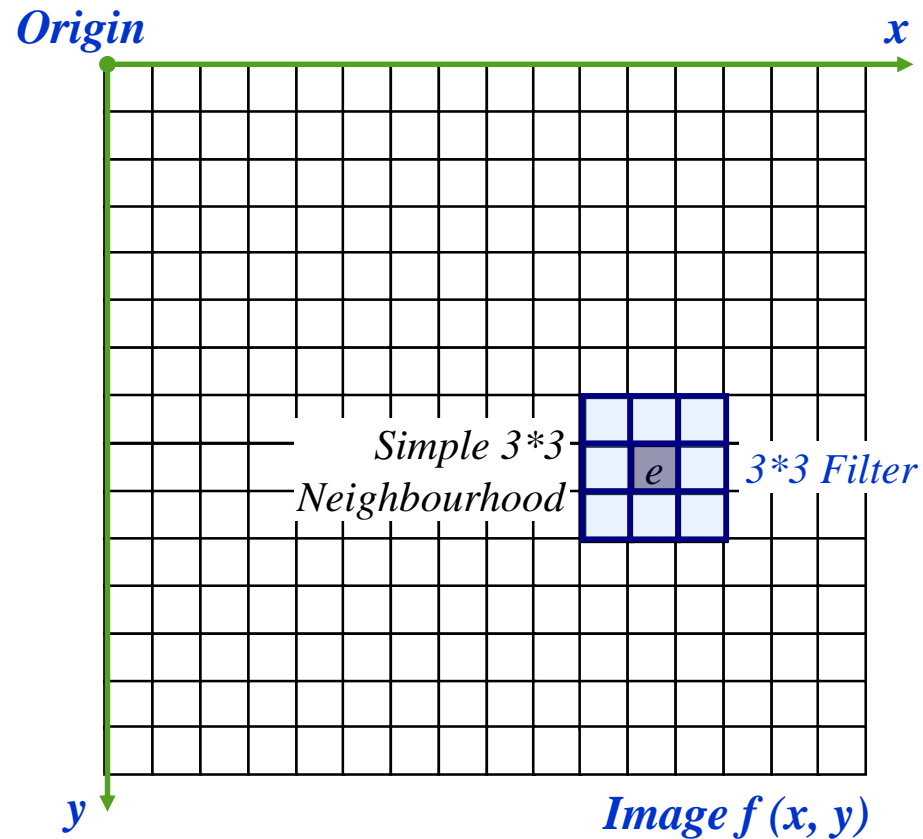 Origin
x
Simple 3*3
Neighbourhood
e
3*3 Filter
y
Image f (x, y)